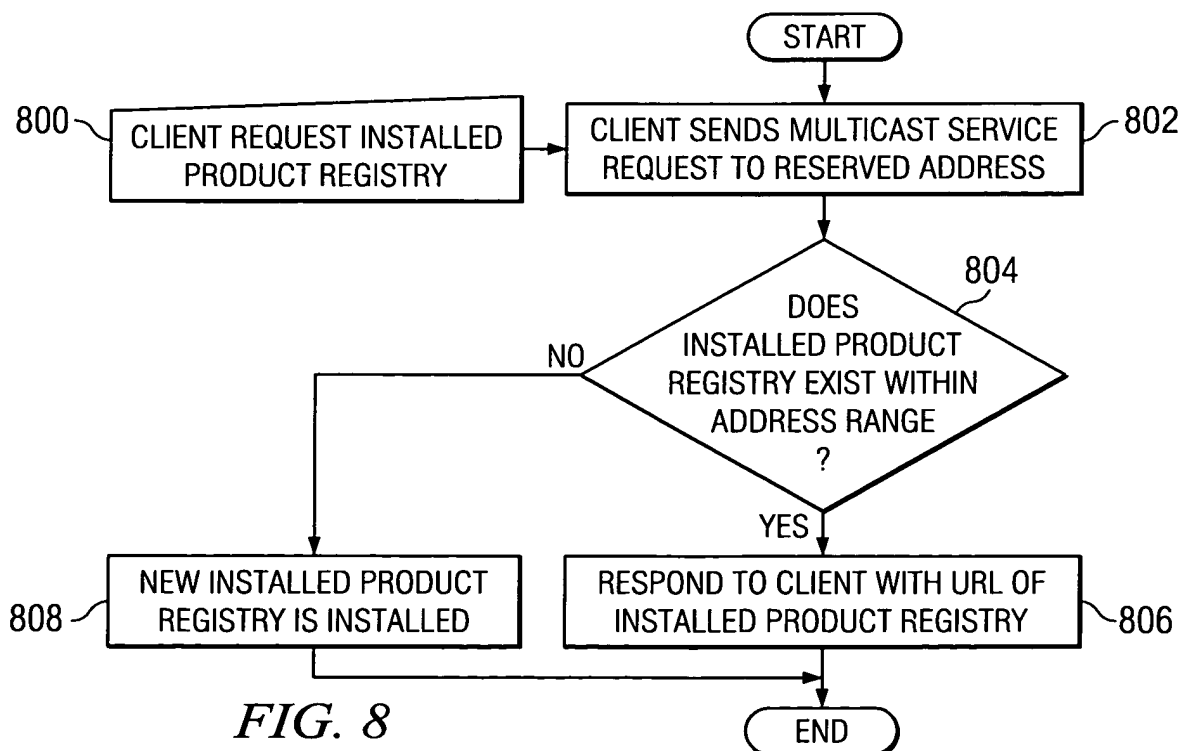 START
800
CLIENT REQUEST INSTALLED
PRODUCT REGISTRY
CLIENT SENDS MULTICAST SERVICE
REQUEST TO RESERVED ADDRESS
802
804
DOES
INSTALLED PRODUCT
REGISTRY EXIST WITHIN
ADDRESS RANGE
?
NO
YES
808
NEW INSTALLED PRODUCT
REGISTRY IS INSTALLED
RESPOND TO CLIENT WITH URL OF
INSTALLED PRODUCT REGISTRY
806
FIG. 8
END